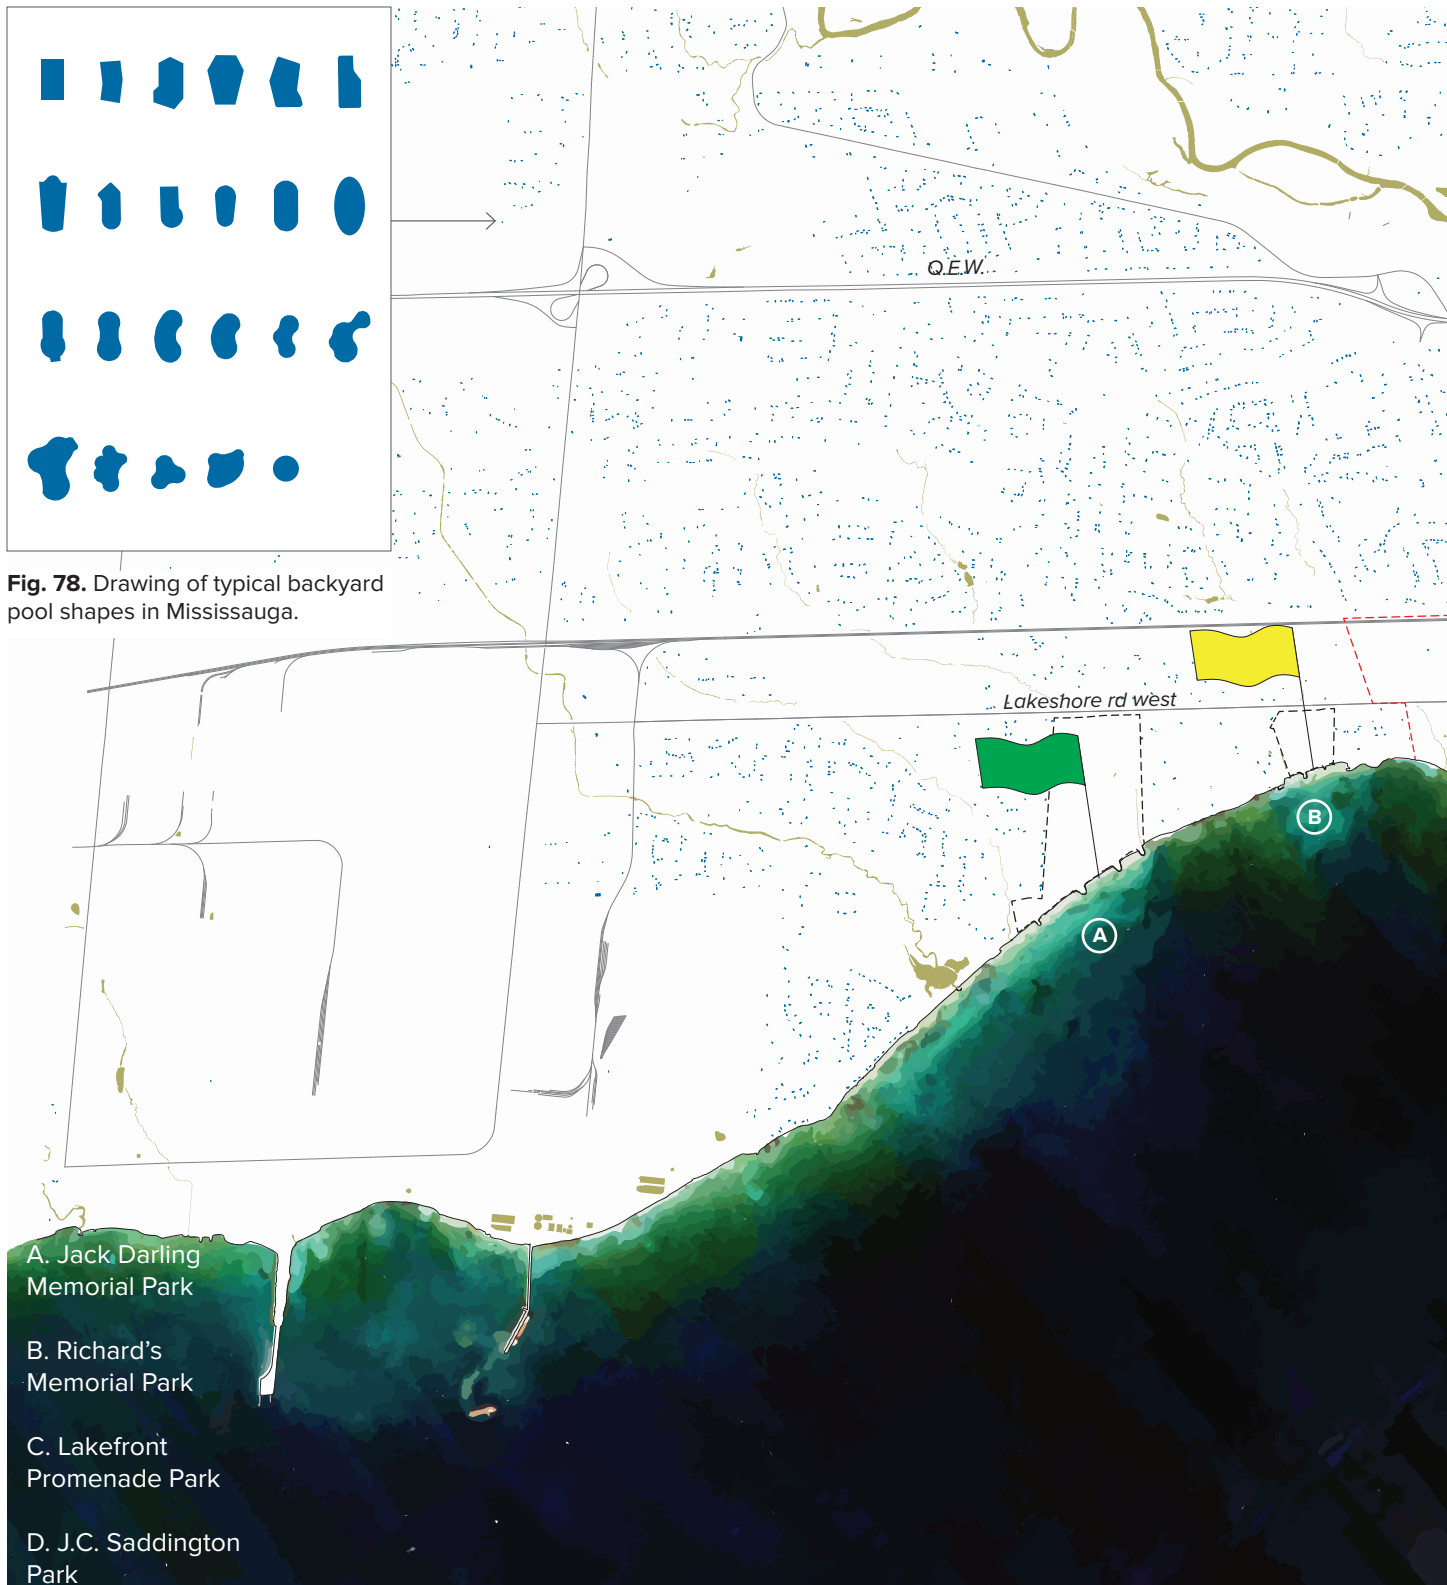 Fig. 78. Drawing of typical backyard
pool shapes in Mississauga.
Q.E.W.
Lakeshore rd west
B
A
A. Jack Darling
Memorial Park
B. Richard’s
Memorial Park
C. Lakefront
Promenade Park
D. J.C. Saddington
Park